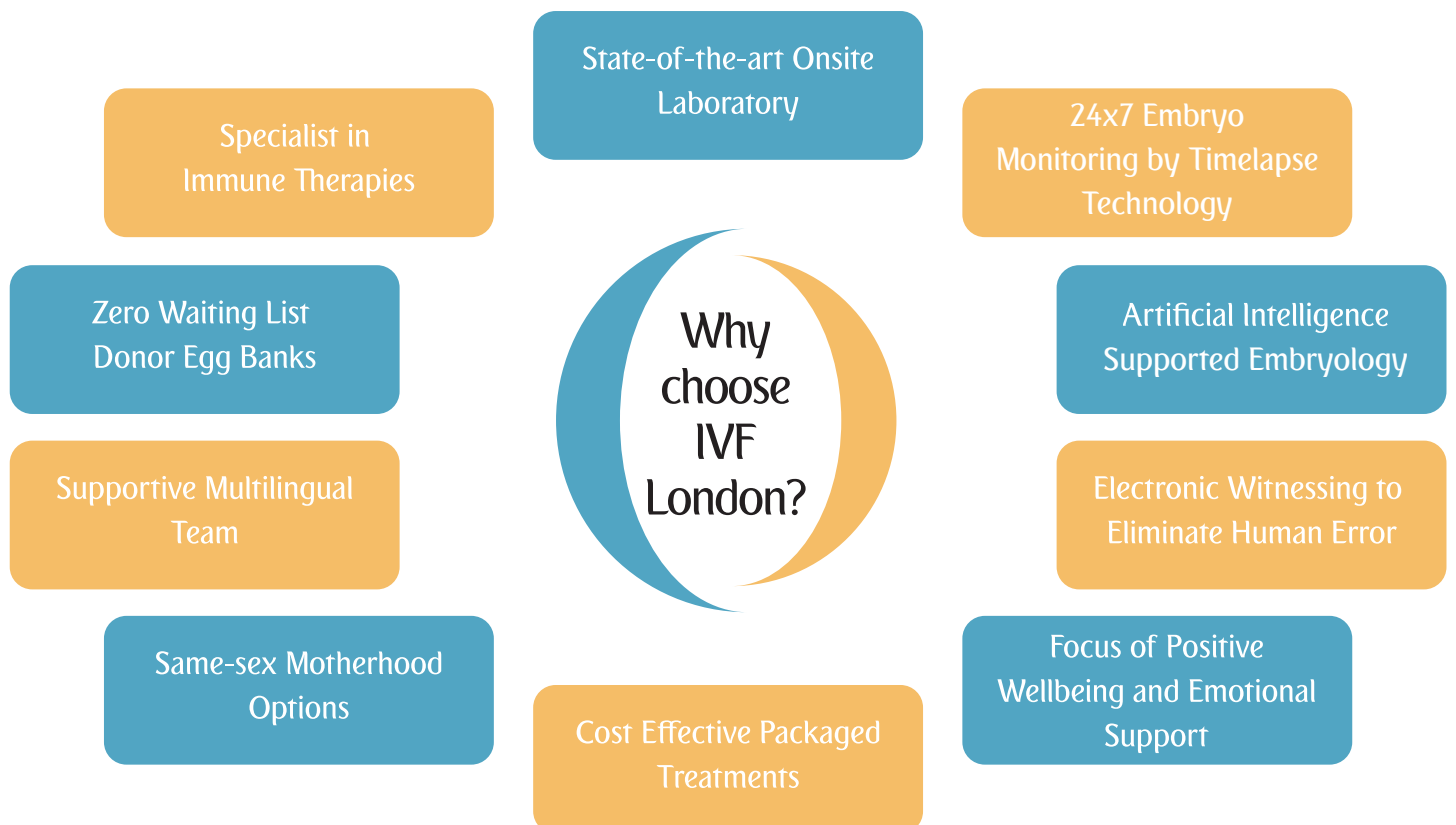 State-of-the-art Onsite
Laboratory
Specialist in
Immune Therapies
24x7 Embryo
Monitoring by Timelapse
Technology
Zero Waiting List
Donor Egg Banks
Why
choose
IVF
London?
Artificial Intelligence
Supported Embryology
Supportive Multilingual
Team
Electronic Witnessing to
Eliminate Human Error
Same-sex Motherhood
Options
Focus of Positive
Wellbeing and Emotional
Support
Cost Effective Packaged
Treatments